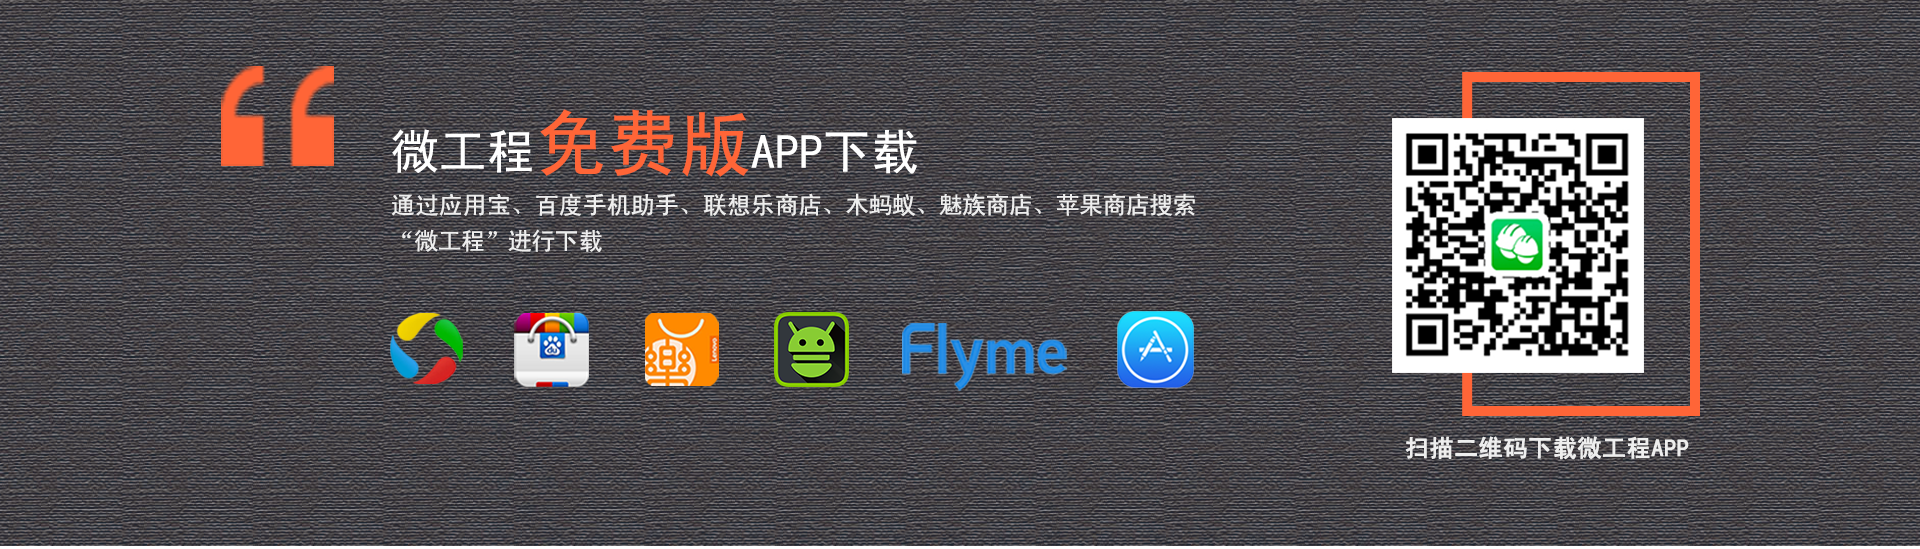 微工程免费版APP下载
通过应用宝、百度手机助手、联想乐商店、木蚂蚁、魅族商店、苹果商店搜索
“微工程”进行下载
du
樂
Lenovo
Flyme
扫描二维码下载微工程APP